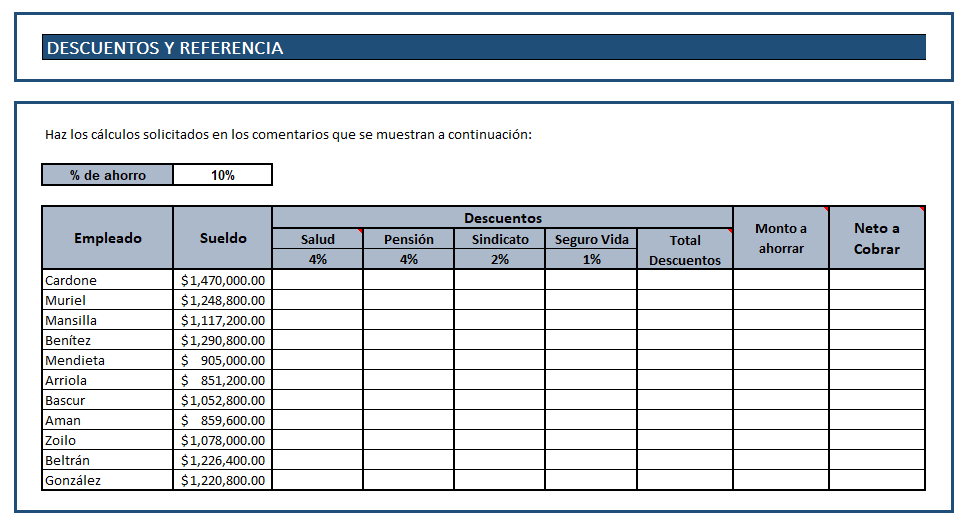 DESCUENTOS Y REFERENCIA
Haz los cálculos solicitados en los comentarios que se muestran a continuación:
% de ahorro 10%
Empleado Sueldo Descuentos Monto a ahorrar Neto a Cobrar
Salud Pensión Sindicato Seguro Vida Total Descuentos
4% 4% 2% 1%
Cardone $1,470,000.00
Muriel $1,248,800.00
Mansilla $1,117,200.00
Benítez $1,290,800.00
Mendieta $ 905,000.00
Arriola $ 851,200.00
Bascur $1,052,800.00
Aman $ 859,600.00
Zoilo $1,078,000.00
Beltrán $1,226,400.00
González $1,220,800.00